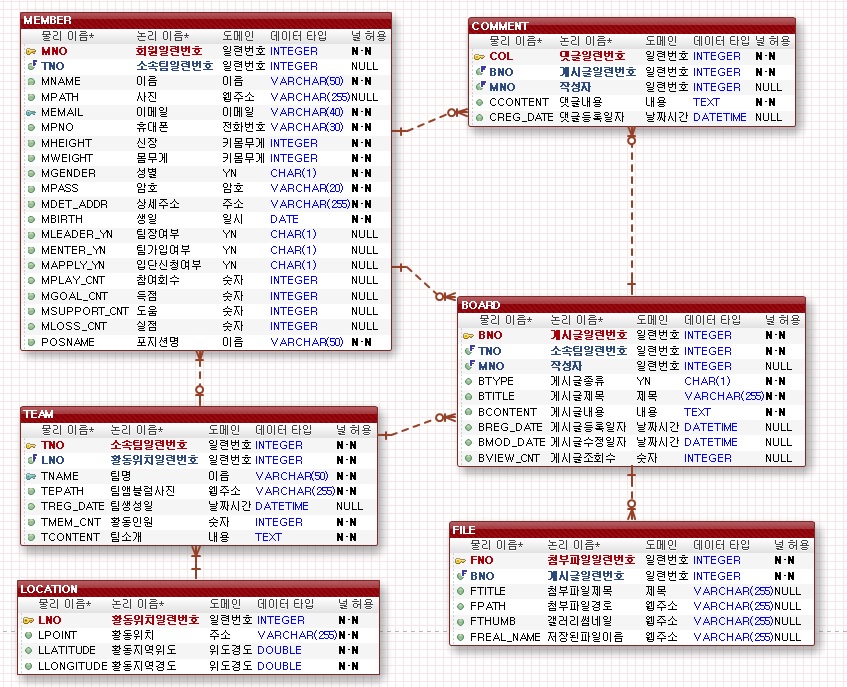 MEMBER
물리 이름* 논리 이름* 도메인 데이터 타입 널 허용
MNO 회원일련번호 일련번호 INTEGER N-N
TNO 소속팀일련번호 일련번호 INTEGER NULL
MNAME 이름 이름 VARCHAR(50) N-N
MPATH 사진 웹주소 VARCHAR(255) NULL
MEMAIL 이메일 이메일 VARCHAR(40) N-N
MPNO 휴대폰 전화번호 VARCHAR(30) N-N
MHEIGHT 신장 키몸무게 INTEGER N-N
MWEIGHT 몸무게 키몸무게 INTEGER N-N
MGENDER 성별 YN CHAR(1) N-N
MPASS 암호 암호 VARCHAR(20) N-N
MDET_ADDR 상세주소 주소 VARCHAR(255) N-N
MBIRTH 생일 일시 DATE N-N
MLEADER_YN 팀장여부 YN CHAR(1) NULL
MENTER_YN 팀가입여부 YN CHAR(1) N-N
MAPPLY_YN 입단신청여부 YN CHAR(1) N-N
MPLAY_CNT 참여회수 숫자 INTEGER NULL
MGOAL_CNT 득점 숫자 INTEGER NULL
MSUPPORT_CNT 도움 숫자 INTEGER NULL
MLOSS_CNT 실점 숫자 INTEGER NULL
POSNAME 포지션명 이름 VARCHAR(50) N-N
COMMENT
물리 이름* 논리 이름* 도메인 데이터 타입 널 허용
COL 댓글일련번호 일련번호 INTEGER N-N
BNO 게시글일련번호 일련번호 INTEGER N-N
MNO 작성자 일련번호 INTEGER NULL
CCONTENT 댓글내용 내용 TEXT N-N
CREG_DATE 댓글등록일자 날짜시간 DATETIME NULL
BOARD
물리 이름* 논리 이름* 도메인 데이터 타입 널 허용
BNO 게시글일련번호 일련번호 INTEGER N-N
TNO 소속팀일련번호 일련번호 INTEGER N-N
MNO 작성자 일련번호 INTEGER NULL
BTYPE 게시글종류 YN CHAR(1) N-N
BTITLE 게시글제목 제목 VARCHAR(255) N-N
BCONTENT 게시글내용 내용 TEXT N-N
BREG_DATE 게시글등록일자 날짜시간 DATETIME NULL
BMOD_DATE 게시글수정일자 날짜시간 DATETIME NULL
BVIEW_CNT 게시글조회수 숫자 INTEGER NULL
TEAM
물리 이름* 논리 이름* 도메인 데이터 타입 널 허용
TNO 소속팀일련번호 일련번호 INTEGER N-N
LNO 활동위치일련번호 일련번호 INTEGER N-N
TNAME 팀명 이름 VARCHAR(50) N-N
TEPATH 팀앰블럼사진 웹주소 VARCHAR(255) N-N
TREG_DATE 팀생성일 날짜시간 DATETIME NULL
TMEM_CNT 활동인원 숫자 INTEGER N-N
TCONTENT 팀소개 내용 TEXT N-N
FILE
물리 이름* 논리 이름* 도메인 데이터 타입 널 허용
FNO 첨부파일일련번호 일련번호 INTEGER N-N
BNO 게시글일련번호 일련번호 INTEGER N-N
FTITLE 첨부파일제목 제목 VARCHAR(255) NULL
FPATH 첨부파일경로 웹주소 VARCHAR(255) NULL
FTHUMB 갤러리썸네일 웹주소 VARCHAR(255) NULL
FREAL_NAME 저장된파일이름 웹주소 VARCHAR(255) NULL
LOCATION
물리 이름* 논리 이름* 도메인 데이터 타입 널 허용
LNO 활동위치일련번호 일련번호 INTEGER N-N
LPOINT 활동위치 주소 VARCHAR(255) N-N
LLATITUDE 활동지역위도 위도경도 DOUBLE N-N
LLONGITUDE 활동지역경도 위도경도 DOUBLE N-N